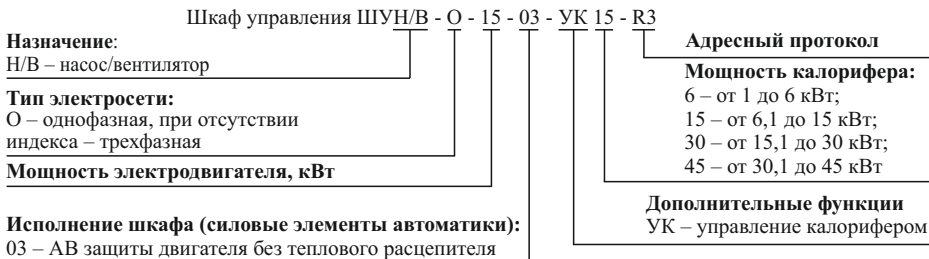 Шкаф управления ШУН/В - О - 15 - 03 - УК 15 - R3
Назначение:
Н/В – насос/вентилятор
Тип электросети:
О – однофазная, при отсутствии
индекса – трехфазная
Мощность электродвигателя, кВт
Исполнение шкафа (силовые элементы автоматики):
03 – АВ защиты двигателя без теплового расцепителя
Адресный протокол
Мощность калорифера:
6 – от 1 до 6 кВт;
15 – от 6,1 до 15 кВт;
30 – от 15,1 до 30 кВт;
45 – от 30,1 до 45 кВт
Дополнительные функции
УК – управление калорифером